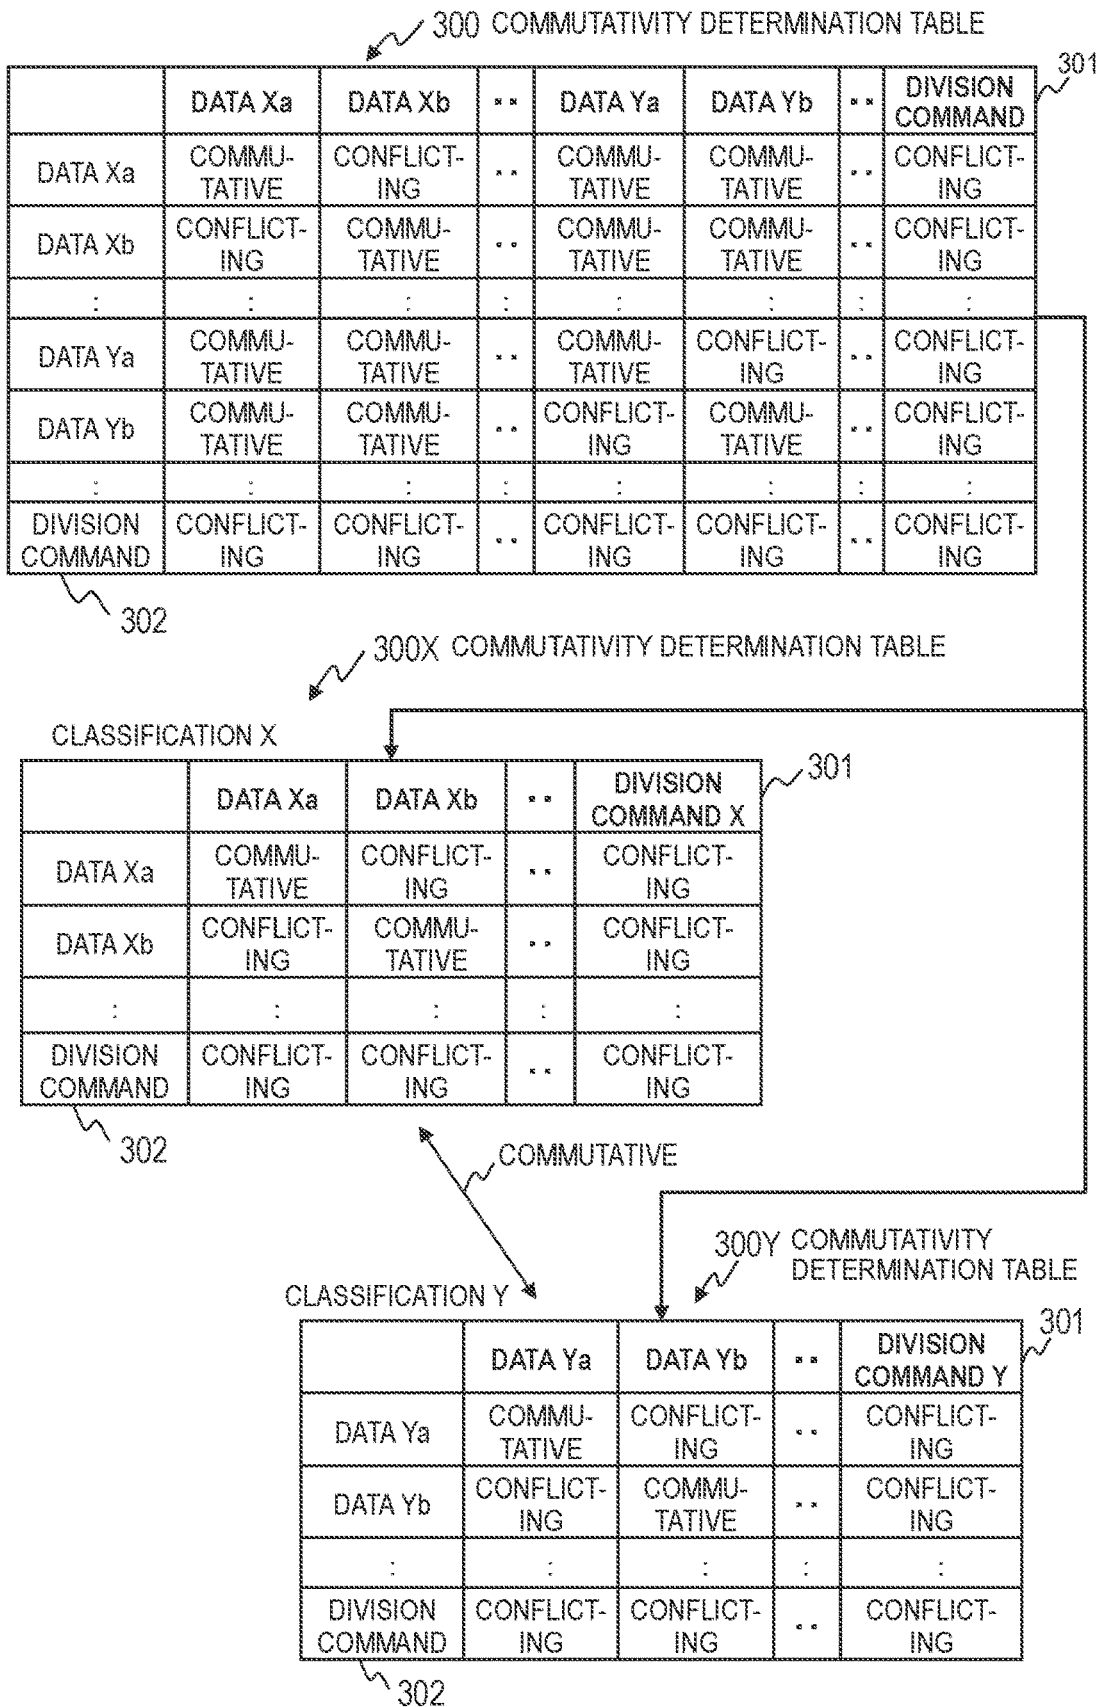 300 COMMUTATIVITY DETERMINATION TABLE
301
DATA Xa DATA Xb ⋅⋅ DATA Ya DATA Yb ⋅⋅ DIVISION
COMMAND
DATA Xa COMMU-
TATIVE CONFLICT-
ING ⋅⋅ COMMU-
TATIVE COMMU-
TATIVE ⋅⋅ CONFLICT-
ING
DATA Xb CONFLICT-
ING COMMU-
TATIVE ⋅⋅ COMMU-
TATIVE COMMU-
TATIVE ⋅⋅ CONFLICT-
ING
: : : : : : : :
DATA Ya COMMU-
TATIVE COMMU-
TATIVE ⋅⋅ COMMU-
TATIVE CONFLICT-
ING ⋅⋅ CONFLICT-
ING
DATA Yb COMMU-
TATIVE COMMU-
TATIVE ⋅⋅ CONFLICT-
ING COMMU-
TATIVE ⋅⋅ CONFLICT-
ING
: : : : : : : :
DIVISION
COMMAND CONFLICT-
ING CONFLICT-
ING ⋅⋅ CONFLICT-
ING CONFLICT-
ING ⋅⋅ CONFLICT-
ING
302
300X COMMUTATIVITY DETERMINATION TABLE
CLASSIFICATION X
301
DATA Xa DATA Xb ⋅⋅ DIVISION
COMMAND X
DATA Xa COMMU-
TATIVE CONFLICT-
ING ⋅⋅ CONFLICT-
ING
DATA Xb CONFLICT-
ING COMMU-
TATIVE ⋅⋅ CONFLICT-
ING
: : : : :
DIVISION
COMMAND CONFLICT-
ING CONFLICT-
ING ⋅⋅ CONFLICT-
ING
302
COMMUTATIVE
300Y COMMUTATIVITY
DETERMINATION TABLE
CLASSIFICATION Y
301
DATA Ya DATA Yb ⋅⋅ DIVISION
COMMAND Y
DATA Ya COMMU-
TATIVE CONFLICT-
ING ⋅⋅ CONFLICT-
ING
DATA Yb CONFLICT-
ING COMMU-
TATIVE ⋅⋅ CONFLICT-
ING
: : : : :
DIVISION
COMMAND CONFLICT-
ING CONFLICT-
ING ⋅⋅ CONFLICT-
ING
302